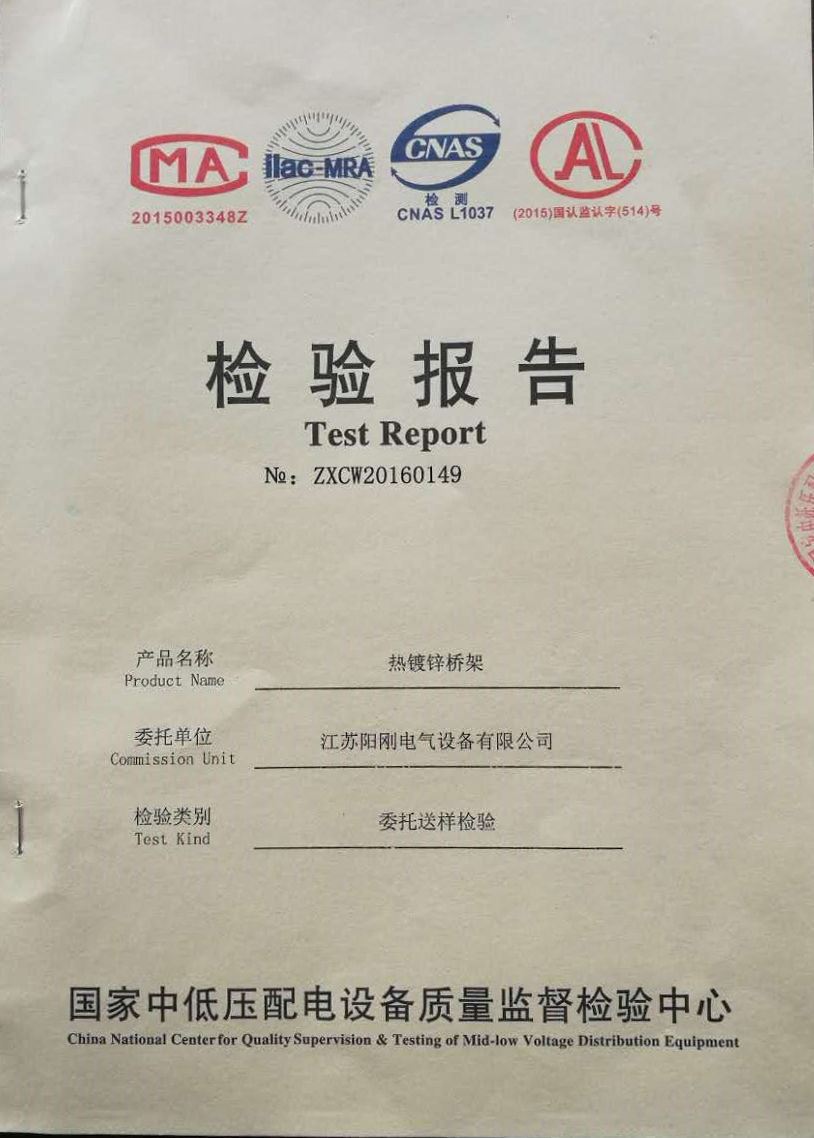 MA
ilac-MRA
CNAS
AL
2015003348Z
检 测
CNAS L1037
(2015)国认监认字(514)号
检验报告
Test Report
№: ZXCW20160149
产品名称
热镀锌桥架
Product Name
委托单位
江苏阳刚电气设备有限公司
Commission Unit
检验类别
委托送样检验
Test Kind
国家中低压配电设备质量监督检验中心
China National Center for Quality Supervision & Testing of Mid-low Voltage Distribution Equipment